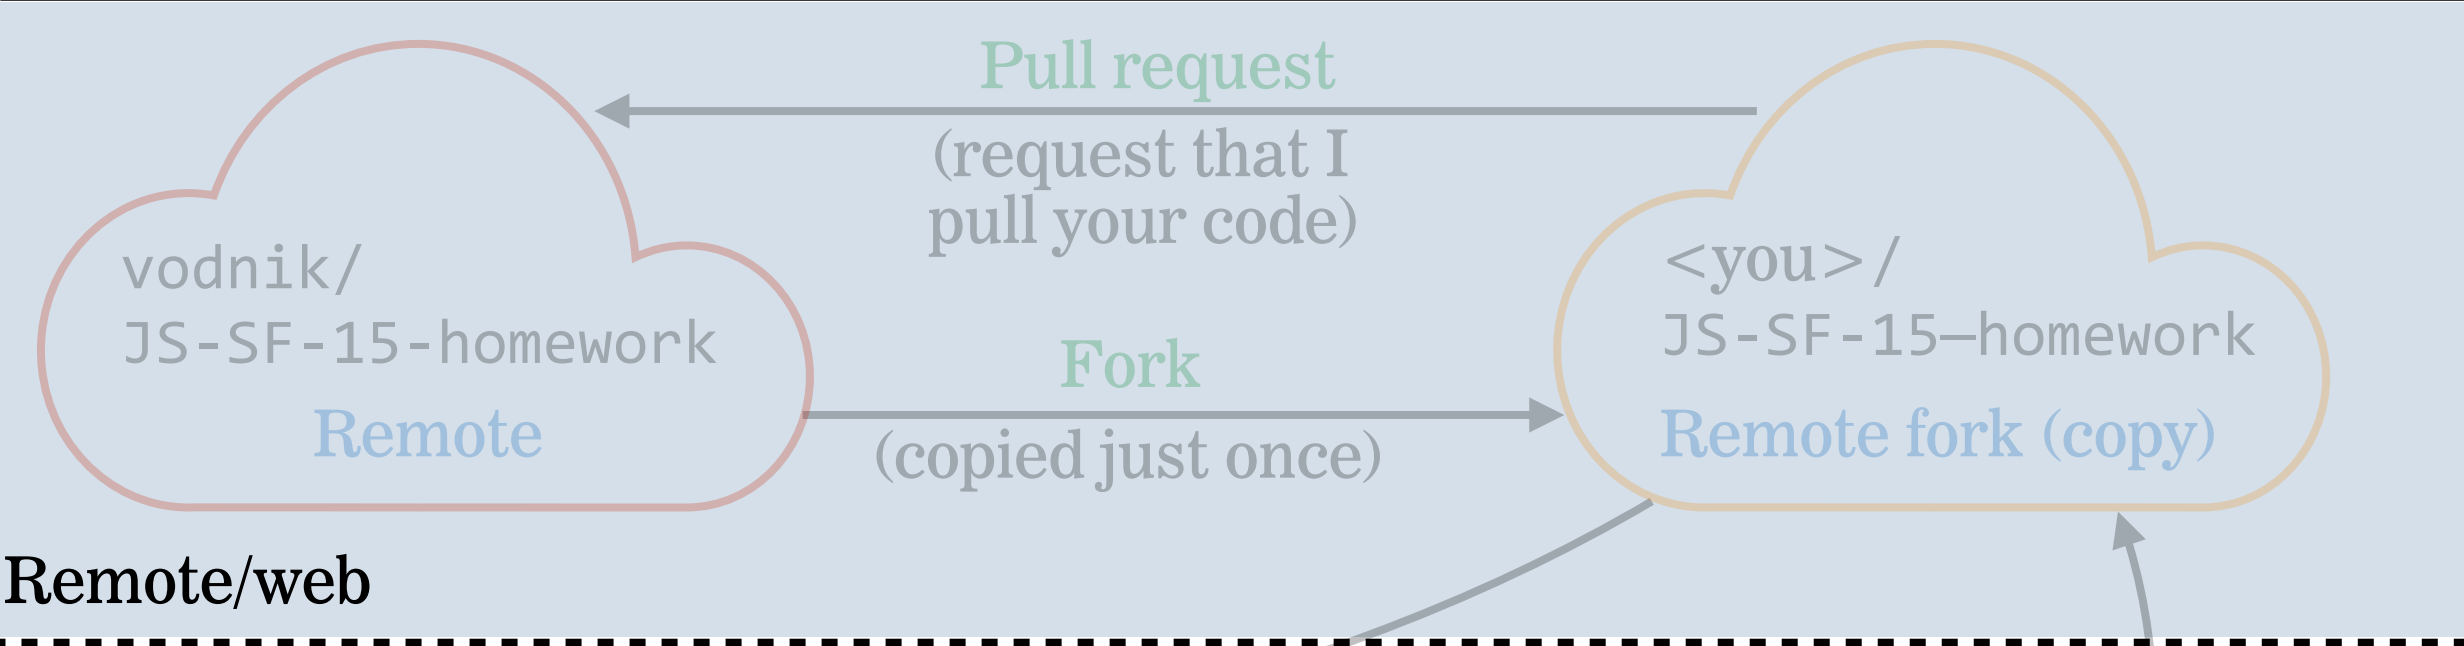 Pull request
(request that I
pull your code)
vodnik/
JS-SF-15-homework
Remote
Fork
(copied just once)
<you>/
JS-SF-15—homework
Remote fork (copy)
Remote/web